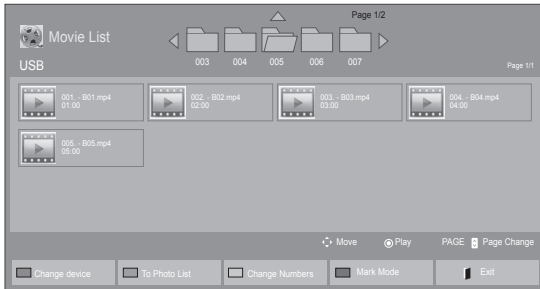 Page 1/2
Movie List
003 004 005 006 007
USB
Page 1/1
001. - B01.mp4
01:00
002. - B02.mp4
02:00
003. - B03.mp4
03:00
004. - B04.mp4
04:00
005. - B05.mp4
05:00
Move Play PAGE Page Change
Change device To Photo List Change Numbers Mark Mode Exit